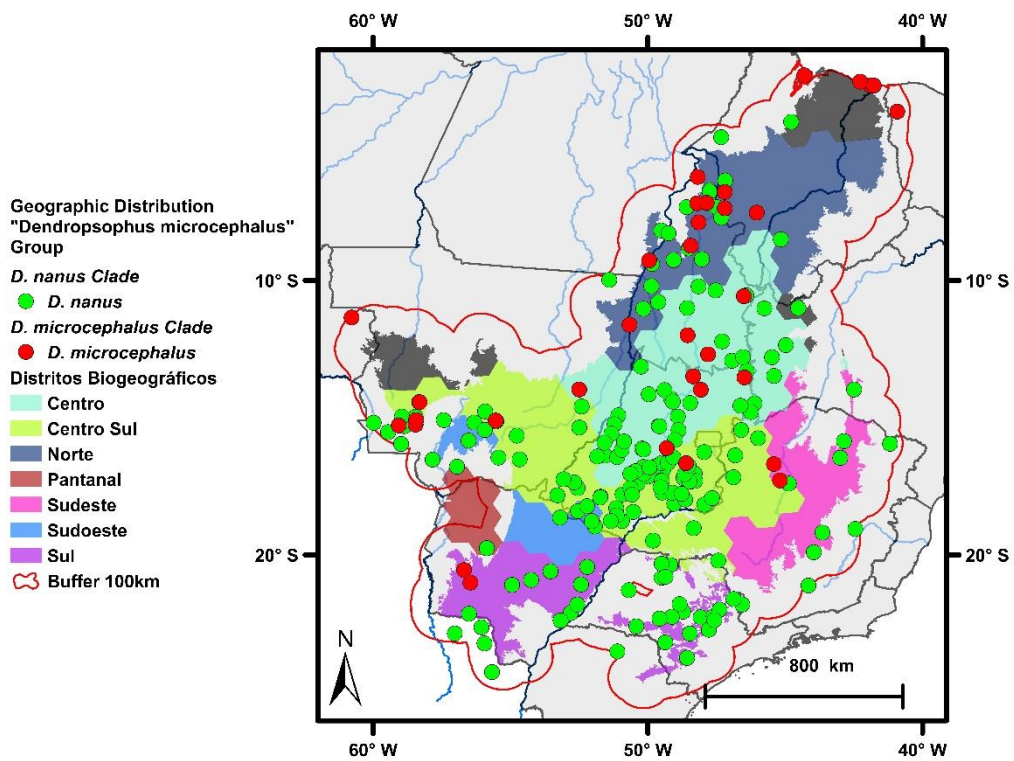 60° W
50° W
40° W
Geographic Distribution
"Dendropsophus microcephalus"
Group
D. nanus Clade
D. nanus
D. microcephalus Clade
D. microcephalus
Distritos Biogeográficos
Centro
Centro Sul
Norte
Pantanal
Sudeste
Sudoeste
Sul
Buffer 100km
10° S
10° S
20° S
20° S
N
800 km
60° W
50° W
40° W